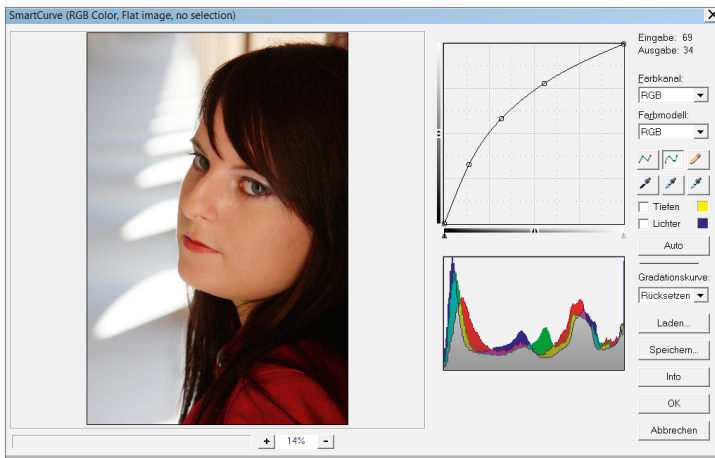 SmartCurve (RGB Color, Flat image, no selection)
Eingabe: 69
Ausgabe: 34
Farbkanal:
RGB
Farbmodell:
RGB
Tiefen
Lichter
Auto
Gradationskurve:
Rücksetzen
Laden...
Speichern...
Info
OK
Abbrechen
+ 14% -